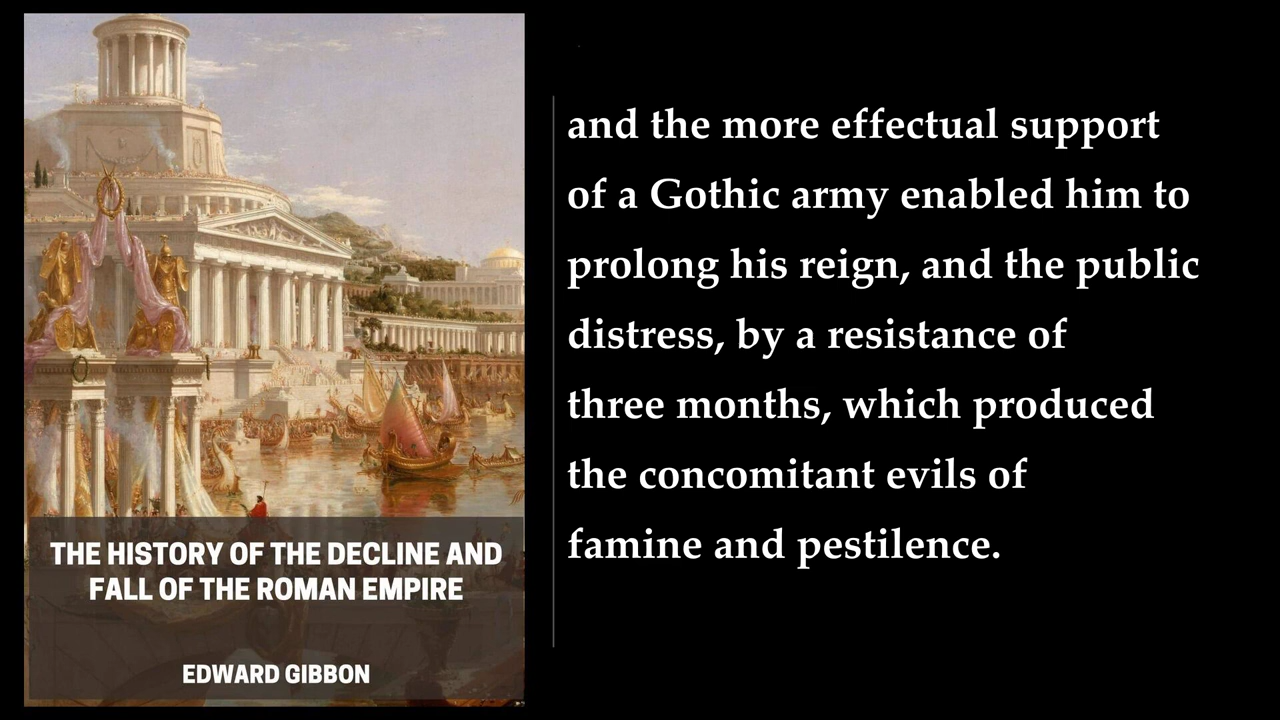 THE HISTORY OF THE DECLINE AND
FALL OF THE ROMAN EMPIRE
EDWARD GIBBON
and the more effectual support
of a Gothic army enabled him to
prolong his reign, and the public
distress, by a resistance of
three months, which produced
the concomitant evils of
famine and pestilence.